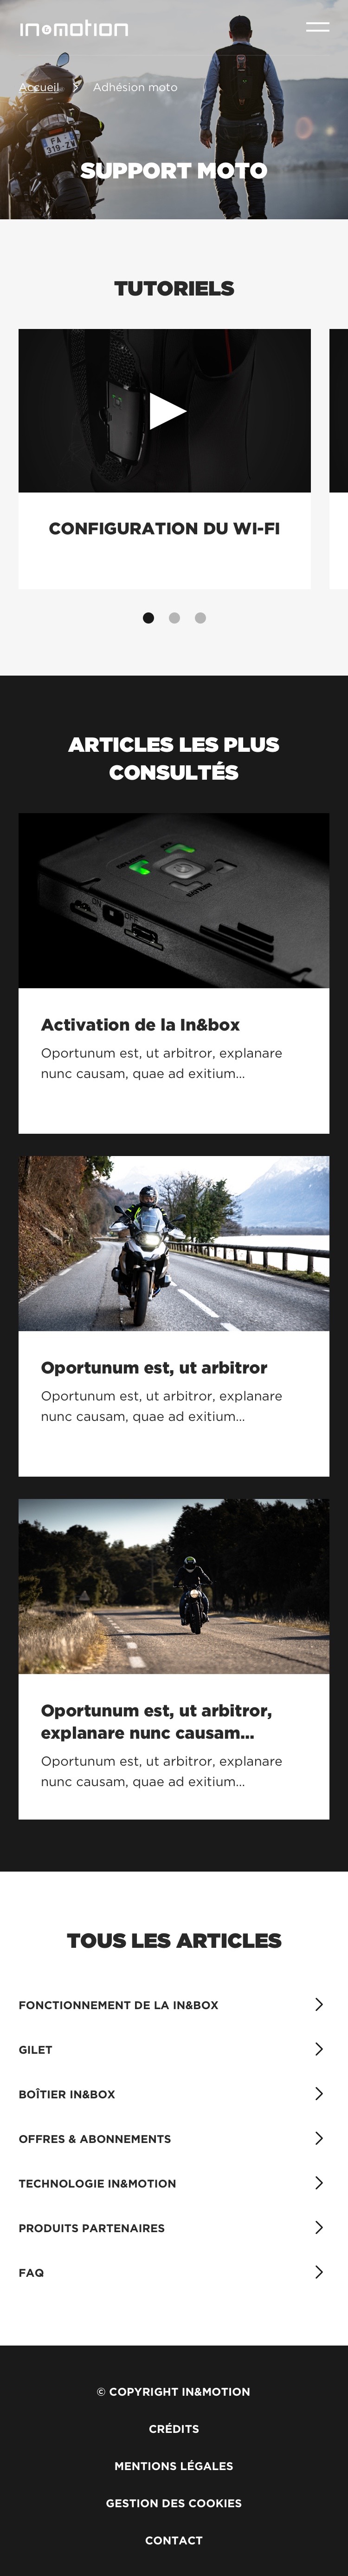 in&motion
Accueil
Adhésion moto
FL
319-ZW
SUPPORT MOTO
TUTORIELS
CONFIGURATION DU WI-FI
ARTICLES LES PLUS
CONSULTÉS
ON
OFF
Activation de la In&box
Oportunum est, ut arbitror, explanare
nunc causam, quae ad exitium...
Oportunum est, ut arbitror
Oportunum est, ut arbitror, explanare
nunc causam, quae ad exitium...
Oportunum est, ut arbitror,
explanare nunc causam...
Oportunum est, ut arbitror, explanare
nunc causam, quae ad exitium...
TOUS LES ARTICLES
FONCTIONNEMENT DE LA IN&BOX
GILET
BOÎTIER IN&BOX
OFFRES & ABONNEMENTS
TECHNOLOGIE IN&MOTION
PRODUITS PARTENAIRES
FAQ
© COPYRIGHT IN&MOTION
CRÉDITS
MENTIONS LÉGALES
GESTION DES COOKIES
CONTACT